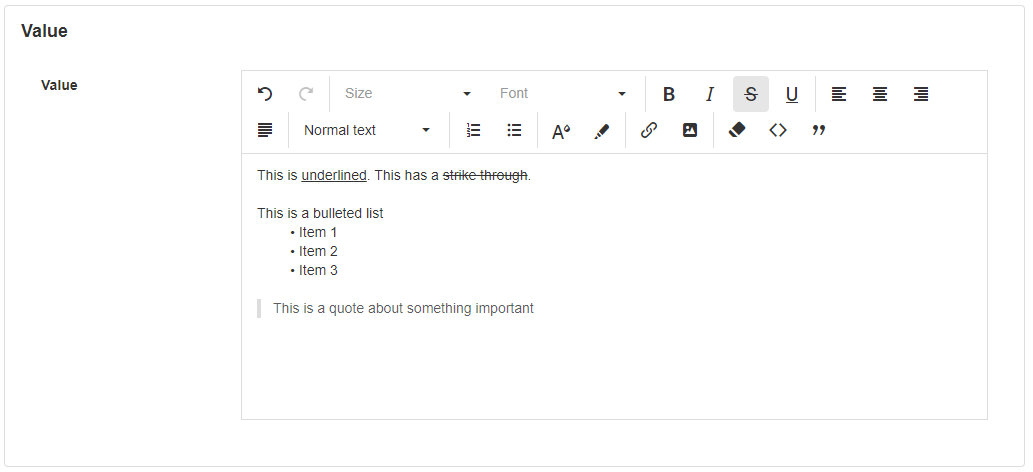 Value
Value
Size Font B I S U
Normal text A
This is underlined. This has a strike through.
This is a bulleted list
• Item 1
• Item 2
• Item 3
This is a quote about something important